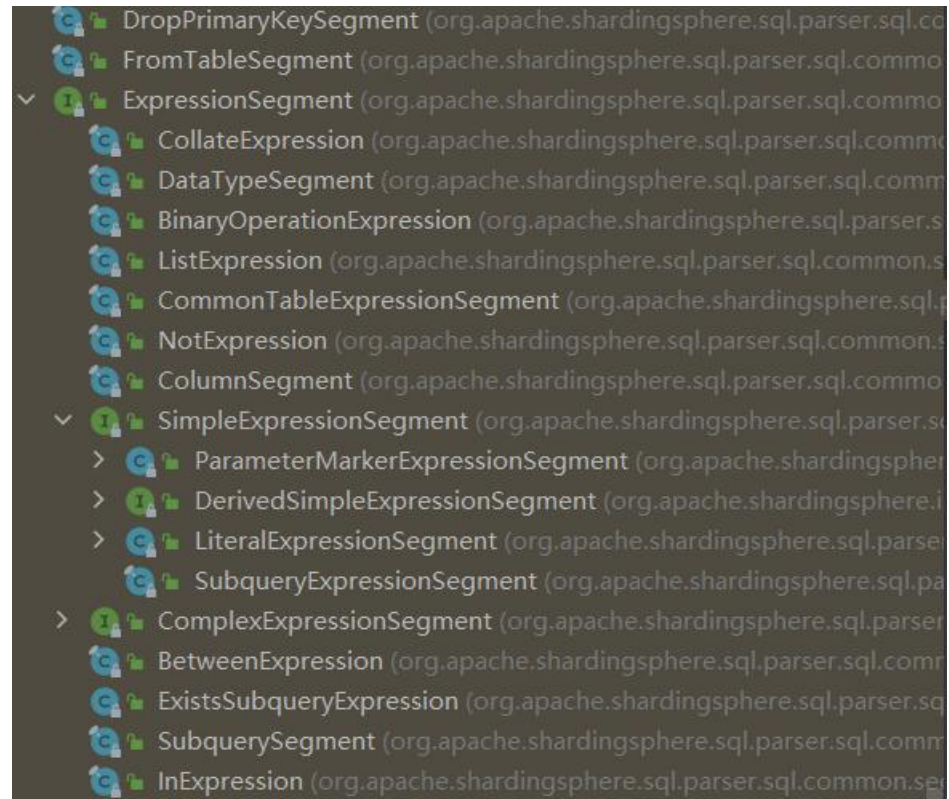 DropPrimaryKeySegment (org.apache.shardingsphere.sql.parser.sql.co
FromTableSegment (org.apache.shardingsphere.sql.parser.sql.commo
ExpressionSegment (org.apache.shardingsphere.sql.parser.sql.commo
CollateExpression (org.apache.shardingsphere.sql.parser.sql.commo
DataTypeSegment (org.apache.shardingsphere.sql.parser.sql.comm
BinaryOperationExpression (org.apache.shardingsphere.sql.parser.s
ListExpression (org.apache.shardingsphere.sql.parser.sql.common.s
CommonTableExpressionSegment (org.apache.shardingsphere.sql.p
NotExpression (org.apache.shardingsphere.sql.parser.sql.common.s
ColumnSegment (org.apache.shardingsphere.sql.parser.sql.commo
SimpleExpressionSegment (org.apache.shardingsphere.sql.parser.sq
ParameterMarkerExpressionSegment (org.apache.shardingspher
DerivedSimpleExpressionSegment (org.apache.shardingsphere.i
LiteralExpressionSegment (org.apache.shardingsphere.sql.parse
SubqueryExpressionSegment (org.apache.shardingsphere.sql.pa
ComplexExpressionSegment (org.apache.shardingsphere.sql.parser
BetweenExpression (org.apache.shardingsphere.sql.parser.sql.comm
ExistsSubqueryExpression (org.apache.shardingsphere.sql.parser.sq
SubquerySegment (org.apache.shardingsphere.sql.parser.sql.comm
InExpression (org.apache.shardingsphere.sql.parser.sql.common.se